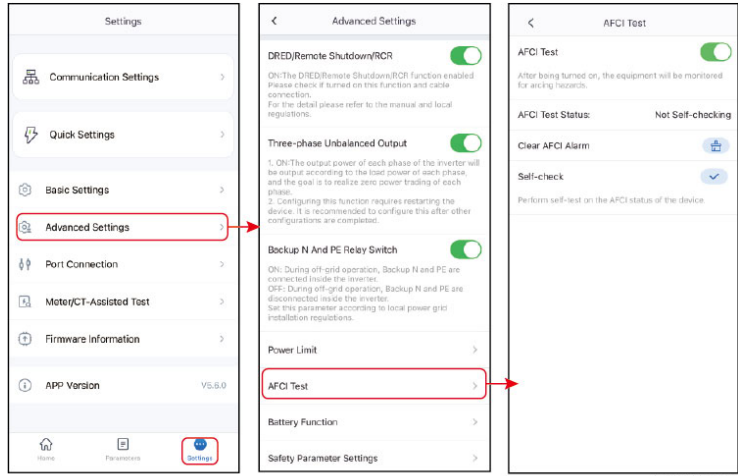 Settings
Communication Settings
Quick Settings
Basic Settings
Advanced Settings
Port Connection
Meter/CT-Assisted Test
Firmware Information
APP Version V5.6.0
Home Parameters Settings
Advanced Settings
DRED/Remote Shutdown/RCR
ON:The DRED/Remote Shutdown/RCR function enabled
Please check if turned on this function and cable
connection.
For the detail please refer to the manual and local
regulations.
Three-phase Unbalanced Output
1. ON:The output power of each phase of the inverter will
be output according to the load power of each phase,
and the goal is to realize zero power trading of each
phase.
2. Configuring this function requires restarting the
device. It is recommended to configure this after other
configurations are completed.
Backup N And PE Relay Switch
ON: During off-grid operation, Backup N and PE are
connected inside the inverter.
OFF: During off-grid operation, Backup N and PE are
disconnected inside the inverter.
Set this parameter according to local power grid
installation regulations.
Power Limit
AFCI Test
Battery Function
Safety Parameter Settings
AFCI Test
AFCI Test
After being turned on, the equipment will be monitored
for arcing hazards.
AFCI Test Status: Not Self-checking
Clear AFCI Alarm
Self-check
Perform self-test on the AFCI status of the device.